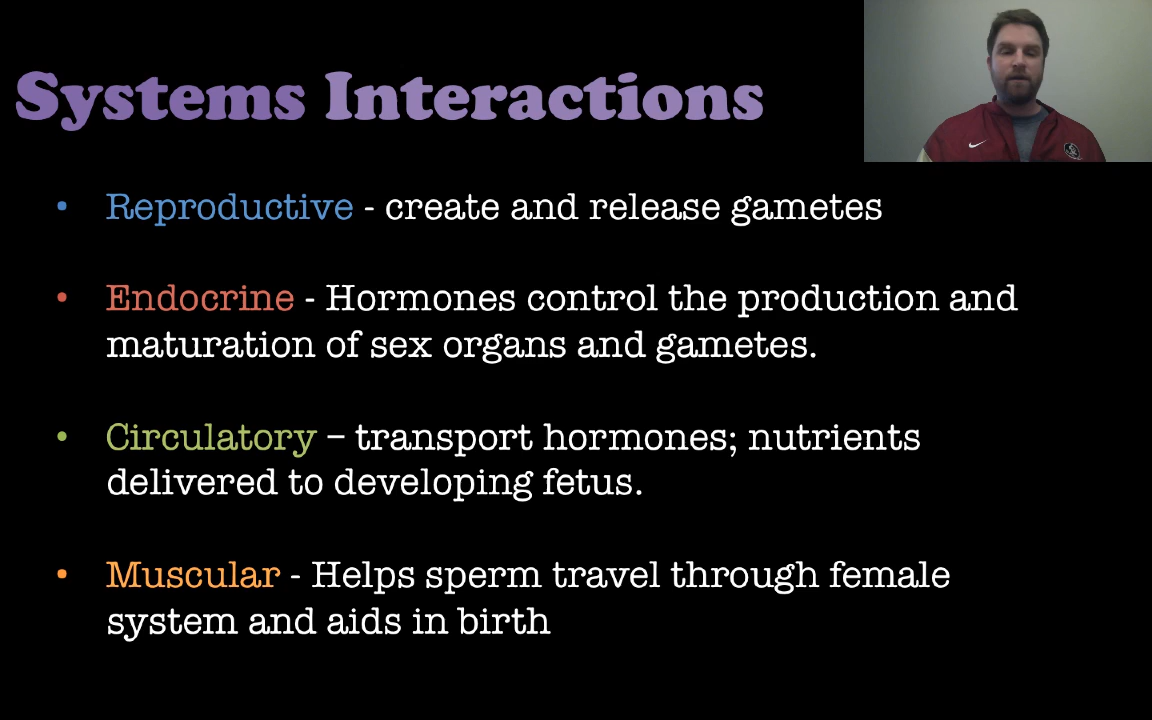 Systems Interactions
• Reproductive - create and release gametes
• Endocrine - Hormones control the production and
maturation of sex organs and gametes.
• Circulatory – transport hormones; nutrients
delivered to developing fetus.
• Muscular - Helps sperm travel through female
system and aids in birth